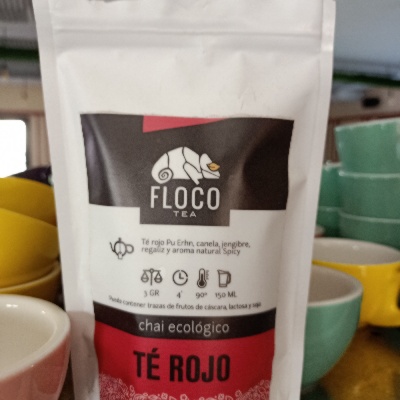 FLOCO
TEA
Té rojo Pu Erhn, canela, jengibre,
regaliz y aroma natural Spicy
3 GR 4' 90º 150 ML
Puede contener trazas de frutos de cáscara, lactosa y soja
chai ecológico
TÉ ROJO